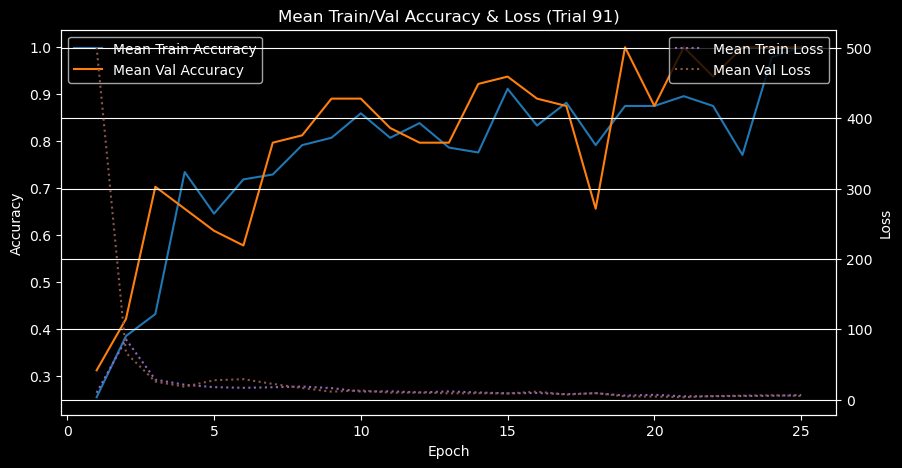 Mean Train/Val Accuracy & Loss (Trial 91)
Mean Train Accuracy
Mean Val Accuracy
Mean Train Loss
Mean Val Loss
1.0
0.9
0.8
0.7
0.6
0.5
0.4
0.3
Accuracy
500
400
300
200
100
0
Loss
0 5 10 15 20 25
Epoch